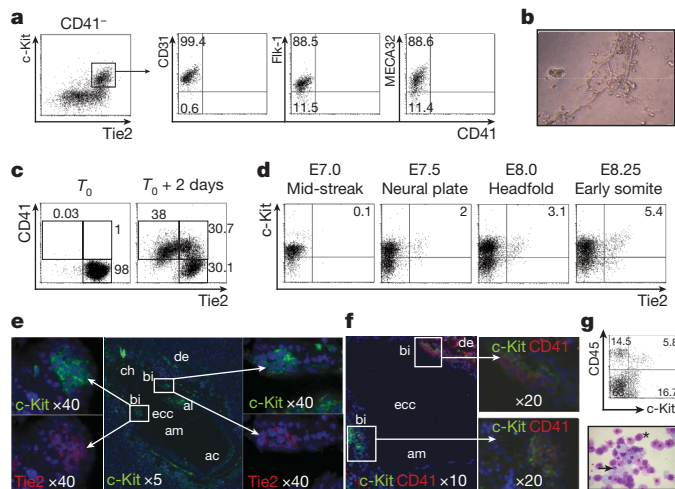 a
CD41⁻
c-Kit
Tie2
CD31
99.4
0.6
Flk-1
88.5
11.5
MECA32
88.6
11.4
CD41
b
c
T₀
T₀ + 2 days
CD41
0.03
1
98
38
30.7
30.1
Tie2
d
E7.0
Mid-streak
E7.5
Neural plate
E8.0
Headfold
E8.25
Early somite
c-Kit
0.1
2
3.1
5.4
Tie2
e
c-Kit ×40
Tie2 ×40
de
ch
bi
bi
ecc
al
am
ac
c-Kit ×5
c-Kit ×40
Tie2 ×40
f
bi
de
ecc
bi
am
c-Kit CD41 ×10
c-Kit CD41
×20
c-Kit CD41
×20
g
CD45
14.5
5.8
16.7
c-Kit
*